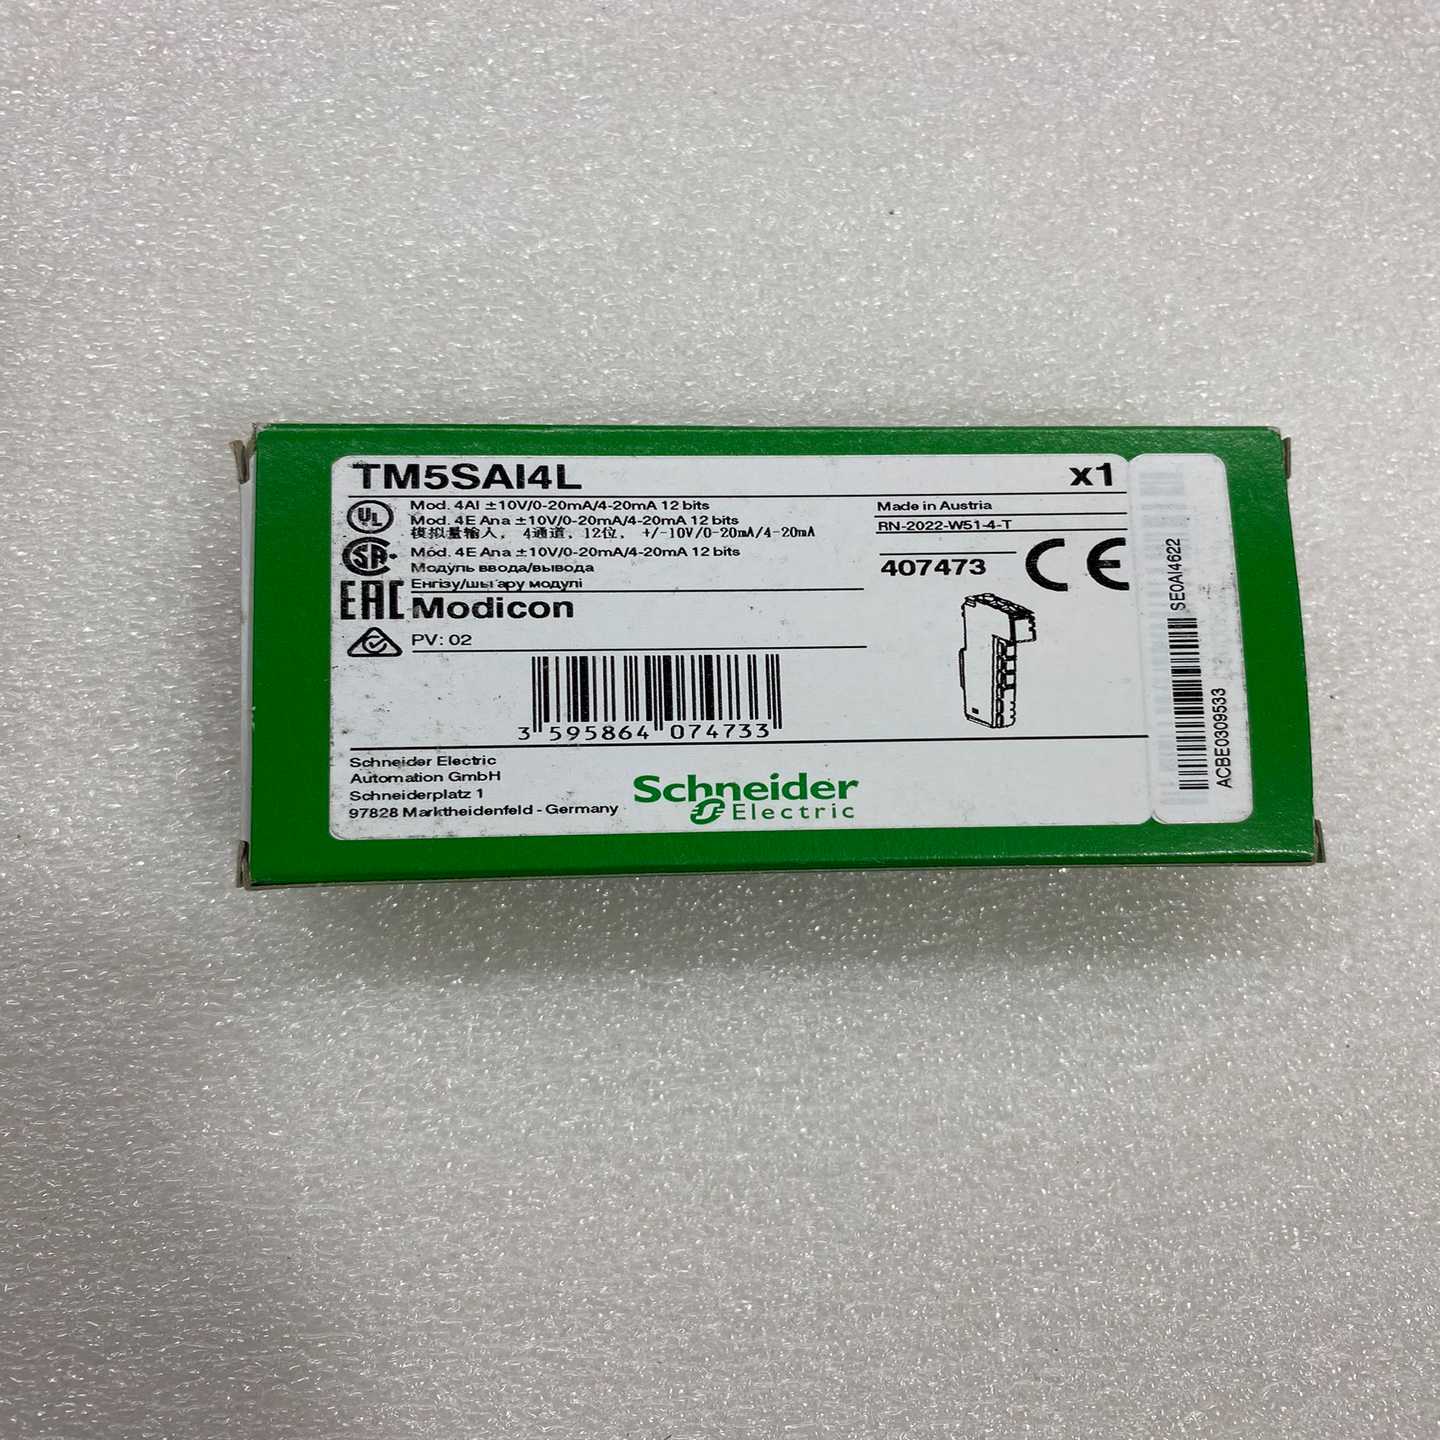 TM5SAI4L
x1
Mod. 4AI ±10V/0-20mA/4-20mA 12 bits
Mod. 4E Ana ±10V/0-20mA/4-20mA 12 bits
模拟量输入, 4通道, 12位, +/-10V/0-20mA/4-20mA
Mód. 4E Ana ±10V/0-20mA/4-20mA 12 bits
Модуль ввода/вывода
Енгізу/шығару модулі
Modicon
PV: 02
UL
SA
EAC
Made in Austria
RN-2022-W51-4-T
407473
CE
3 595864 074733
Schneider Electric
Automation GmbH
Schneiderplatz 1
97828 Marktheidenfeld - Germany
Schneider
Electric
SE0AI4622
ACBE0309533